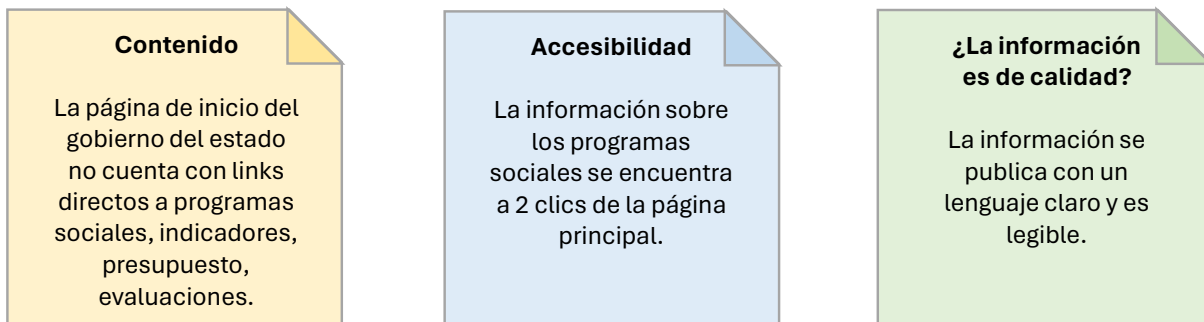 Contenido
La página de inicio del
gobierno del estado
no cuenta con links
directos a programas
sociales, indicadores,
presupuesto,
evaluaciones.
Accesibilidad
La información sobre
los programas
sociales se encuentra
a 2 clics de la página
principal.
¿La información
es de calidad?
La información se
publica con un
lenguaje claro y es
legible.